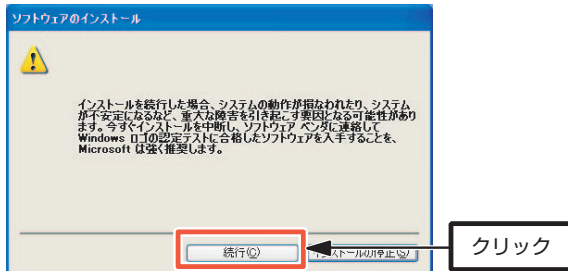 ソフトウェアのインストール
インストールを続行した場合、システムの動作が損なわれたり、システム
が不安定になるなど、重大な障害を引き起こす要因となる可能性があり
ます。今すぐインストールを中断し、ソフトウェア ベンダに連絡して
Windows ロゴの認定テストに合格したソフトウェアを入手することを、
Microsoft は強く推奨します。
続行(C)
インストールの停止(S)
クリック